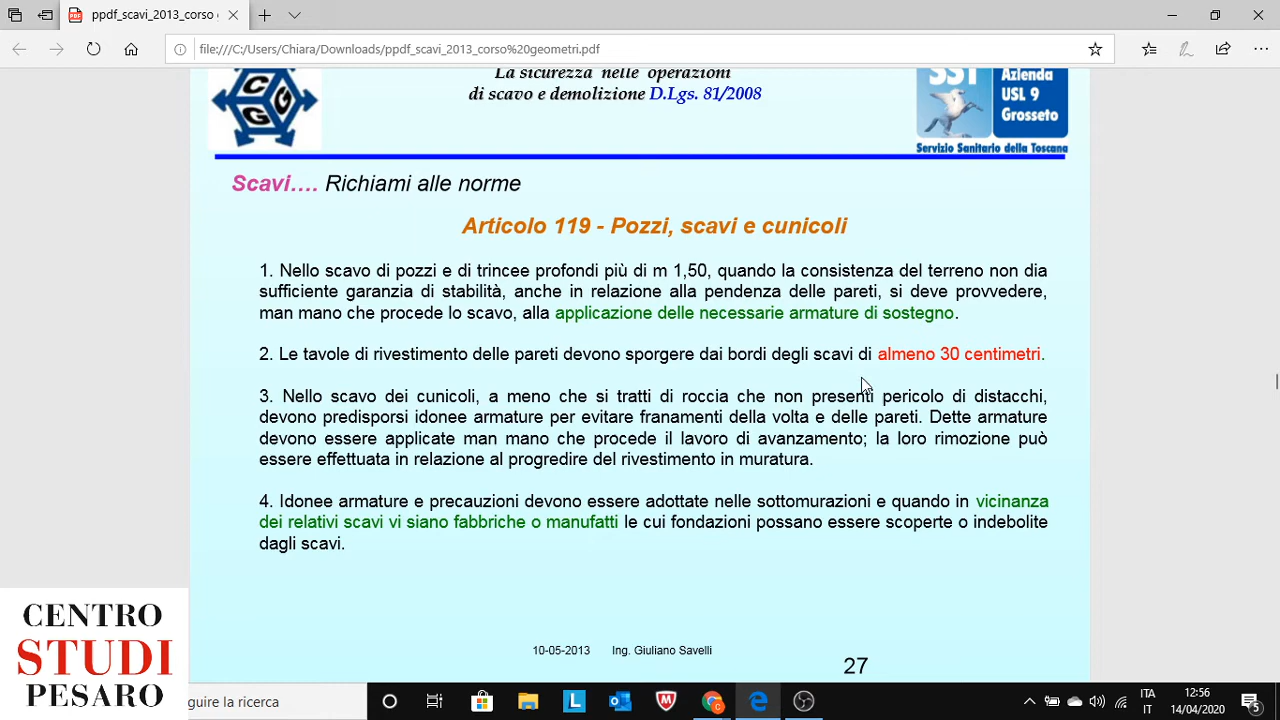 ppdf_scavi_2013_corso g
file:///C:/Users/Chiara/Downloads/ppdf_scavi_2013_corso%20geometri.pdf
La sicurezza nelle operazioni
di scavo e demolizione D.Lgs. 81/2008
C G G
SST
Azienda
USL 9
Grosseto
Servizio Sanitario della Toscana
Scavi…. Richiami alle norme
Articolo 119 - Pozzi, scavi e cunicoli
1. Nello scavo di pozzi e di trincee profondi più di m 1,50, quando la consistenza del terreno non dia
sufficiente garanzia di stabilità, anche in relazione alla pendenza delle pareti, si deve provvedere,
man mano che procede lo scavo, alla applicazione delle necessarie armature di sostegno.
2. Le tavole di rivestimento delle pareti devono sporgere dai bordi degli scavi di almeno 30 centimetri.
3. Nello scavo dei cunicoli, a meno che si tratti di roccia che non presenti pericolo di distacchi,
devono predisporsi idonee armature per evitare franamenti della volta e delle pareti. Dette armature
devono essere applicate man mano che procede il lavoro di avanzamento; la loro rimozione può
essere effettuata in relazione al progredire del rivestimento in muratura.
4. Idonee armature e precauzioni devono essere adottate nelle sottomurazioni e quando in vicinanza
dei relativi scavi vi siano fabbriche o manufatti le cui fondazioni possano essere scoperte o indebolite
dagli scavi.
10-05-2013 Ing. Giuliano Savelli
27
CENTRO
STUDI
PESARO
guire la ricerca
ITA
IT
12:56
14/04/2020
5